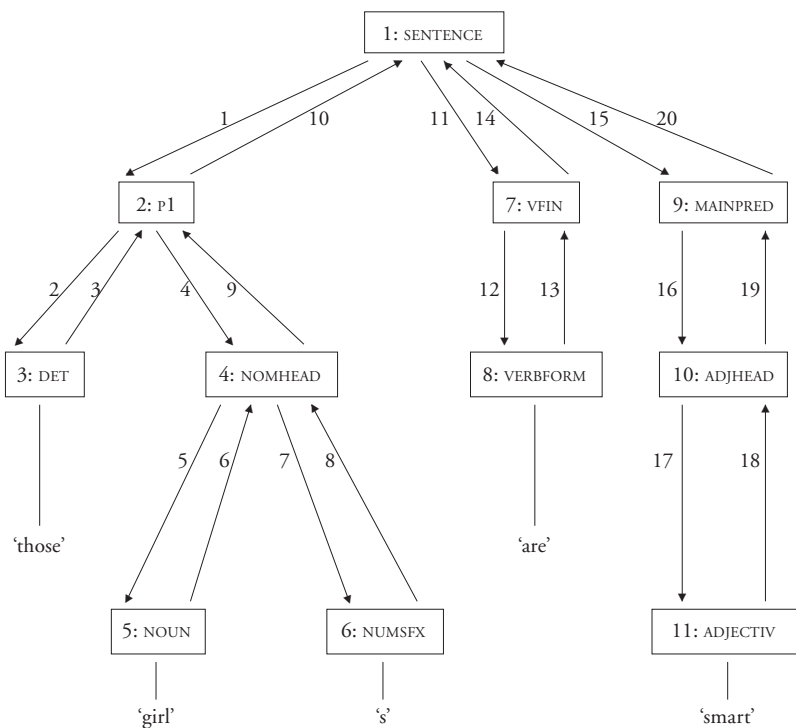 1: SENTENCE
1
10
11
14
15
20
2: P1
7: VFIN
9: MAINPRED
2
3
4
9
12
13
16
19
3: DET
4: NOMHEAD
8: VERBFORM
10: ADJHEAD
5
6
7
8
17
18
‘those’
‘are’
5: NOUN
6: NUMSFX
11: ADJECTIV
‘girl’
‘s’
‘smart’